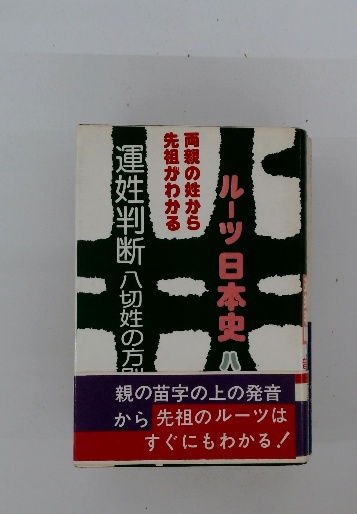 ルーツ日本史 八
両親の姓から
先祖がわかる
運姓判断 八切姓の方
親の苗字の上の発音
から 先祖のルーツは
すぐにもわかる！